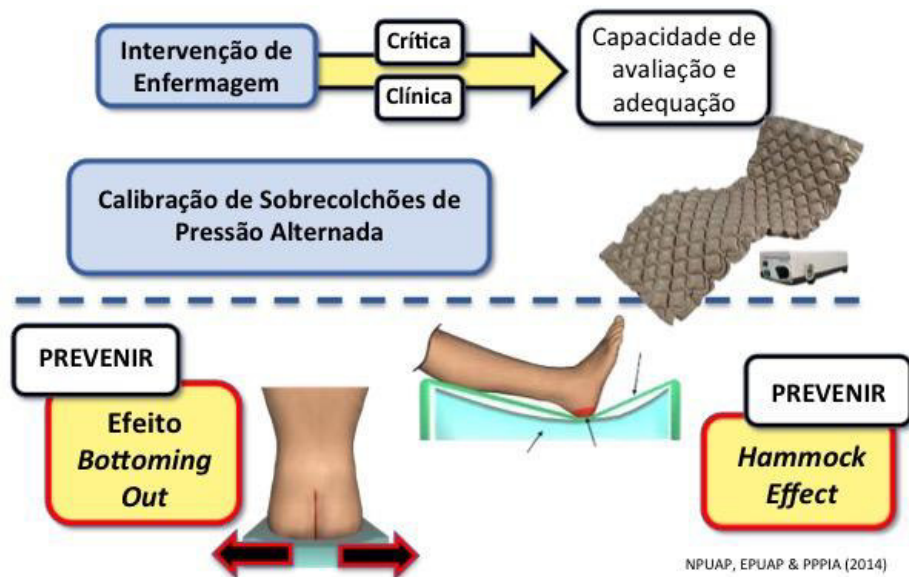 Intervenção de
Enfermagem
Crítica
Clínica
Capacidade de
avaliação e
adequação
Calibração de Sobrecolchões de
Pressão Alternada
PREVENIR
Efeito
Bottoming
Out
PREVENIR
Hammock
Effect
NPUAP, EPUAP & PPPIA (2014)